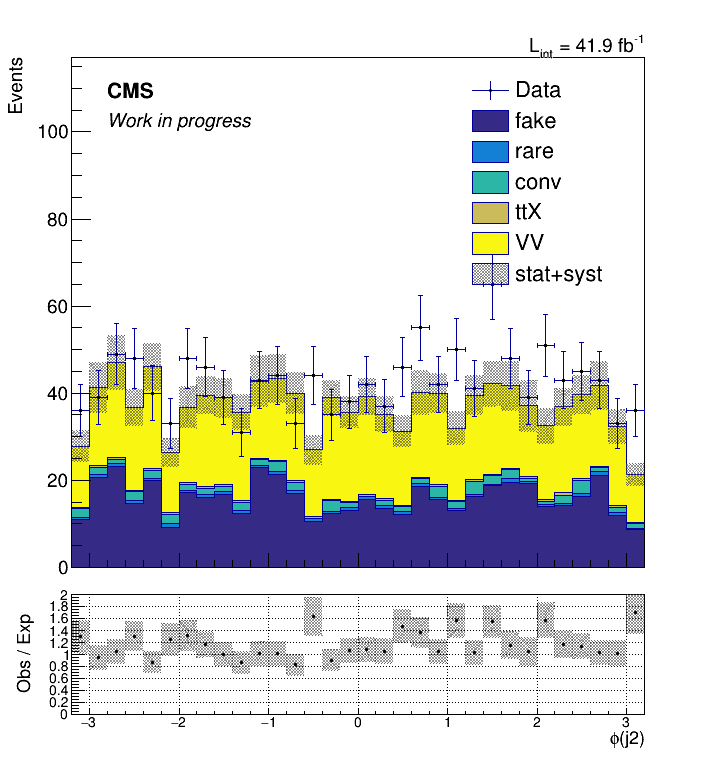 L_int = 41.9 fb^-1
Events
CMS
Work in progress
Data
fake
rare
conv
ttX
VV
stat+syst
100
80
60
40
20
0
Obs / Exp
2
1.8
1.6
1.4
1.2
1
0.8
0.6
0.4
0.2
0
−3 −2 −1 0 1 2 3
ϕ(j2)